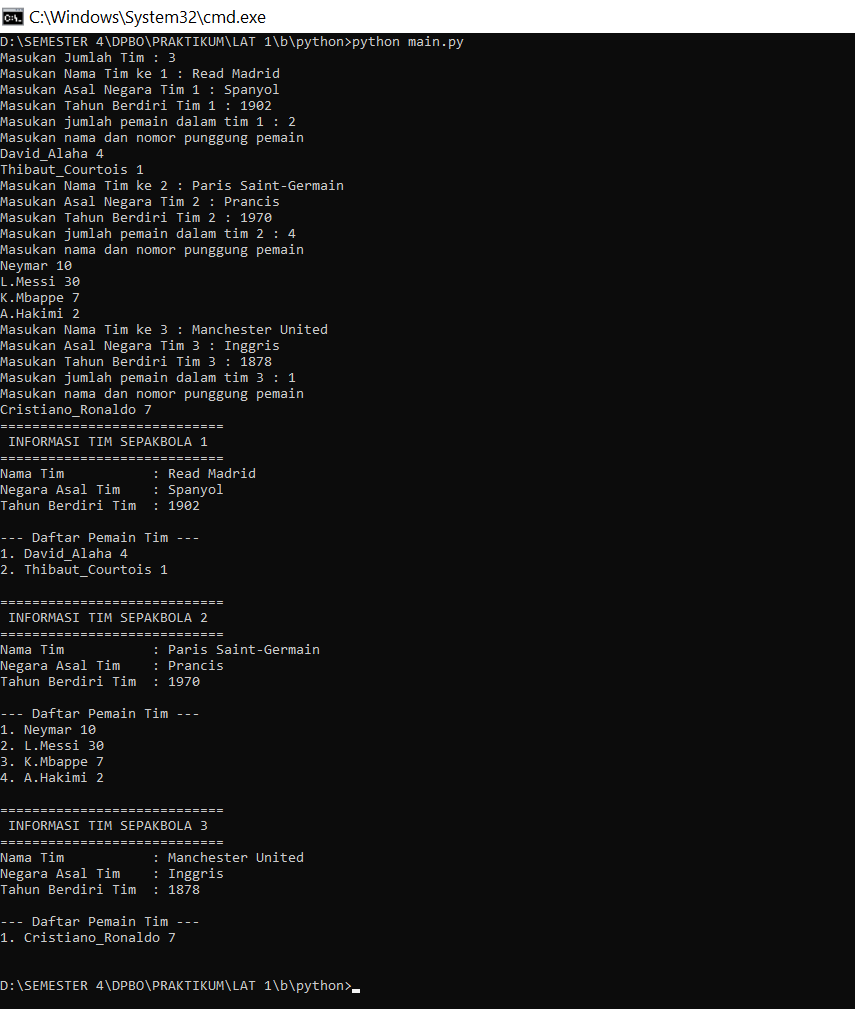 C:\Windows\System32\cmd.exe
D:\SEMESTER 4\DPBO\PRAKTIKUM\LAT 1\b\python>python main.py
Masukan Jumlah Tim : 3
Masukan Nama Tim ke 1 : Read Madrid
Masukan Asal Negara Tim 1 : Spanyol
Masukan Tahun Berdiri Tim 1 : 1902
Masukan jumlah pemain dalam tim 1 : 2
Masukan nama dan nomor punggung pemain
David_Alaha 4
Thibaut_Courtois 1
Masukan Nama Tim ke 2 : Paris Saint-Germain
Masukan Asal Negara Tim 2 : Prancis
Masukan Tahun Berdiri Tim 2 : 1970
Masukan jumlah pemain dalam tim 2 : 4
Masukan nama dan nomor punggung pemain
Neymar 10
L.Messi 30
K.Mbappe 7
A.Hakimi 2
Masukan Nama Tim ke 3 : Manchester United
Masukan Asal Negara Tim 3 : Inggris
Masukan Tahun Berdiri Tim 3 : 1878
Masukan jumlah pemain dalam tim 3 : 1
Masukan nama dan nomor punggung pemain
Cristiano_Ronaldo 7
============================
 INFORMASI TIM SEPAKBOLA 1
============================
Nama Tim           : Read Madrid
Negara Asal Tim    : Spanyol
Tahun Berdiri Tim  : 1902

--- Daftar Pemain Tim ---
1. David_Alaha 4
2. Thibaut_Courtois 1

============================
 INFORMASI TIM SEPAKBOLA 2
============================
Nama Tim           : Paris Saint-Germain
Negara Asal Tim    : Prancis
Tahun Berdiri Tim  : 1970

--- Daftar Pemain Tim ---
1. Neymar 10
2. L.Messi 30
3. K.Mbappe 7
4. A.Hakimi 2

============================
 INFORMASI TIM SEPAKBOLA 3
============================
Nama Tim           : Manchester United
Negara Asal Tim    : Inggris
Tahun Berdiri Tim  : 1878

--- Daftar Pemain Tim ---
1. Cristiano_Ronaldo 7

D:\SEMESTER 4\DPBO\PRAKTIKUM\LAT 1\b\python>